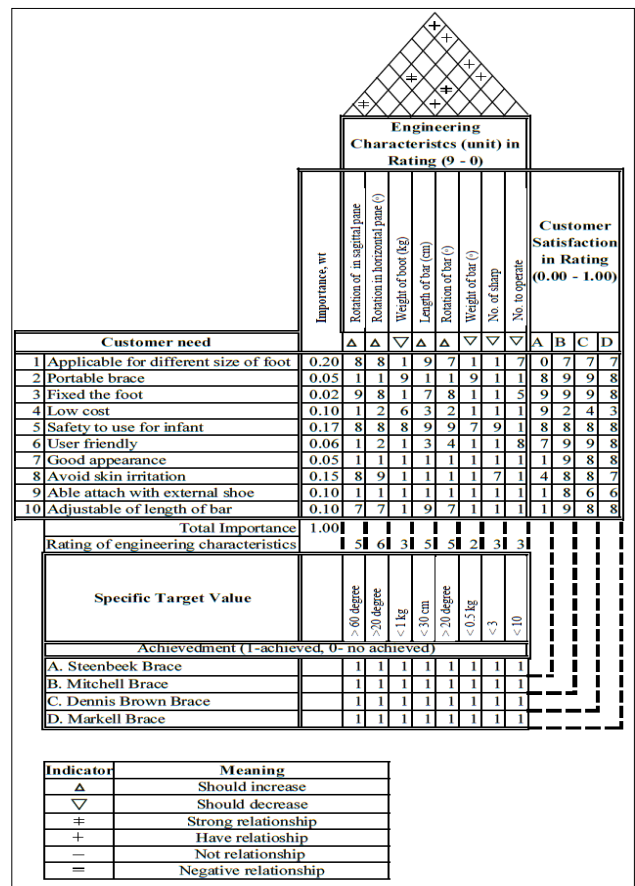 Engineering
Characteristcs (unit) in
Rating (9 - 0)
Importance, wt
Rotation of in sagittal pane
Rotation in horizontal pane (◦)
Weight of boot (kg)
Length of bar (cm)
Rotation of bar (◦)
Weight of bar (◦)
No. of sharp
No. to operate
Customer
Satisfaction
in Rating
(0.00 - 1.00)
Customer need △ △ ▽ △ △ ▽ ▽ ▽ A B C D
1 Applicable for different size of foot 0.20 8 8 1 9 7 1 1 7 0 7 7 7
2 Portable brace 0.05 1 1 9 1 1 9 1 1 8 9 9 8
3 Fixed the foot 0.02 9 8 1 7 8 1 1 5 9 9 9 8
4 Low cost 0.10 1 2 6 3 2 1 1 1 9 2 4 3
5 Safety to use for infant 0.17 8 8 8 9 9 7 9 1 8 8 8 8
6 User friendly 0.06 1 2 1 3 4 1 1 8 7 9 9 8
7 Good appearance 0.05 1 1 1 1 1 1 1 1 1 9 8 8
8 Avoid skin irritation 0.15 8 9 1 1 1 1 7 1 4 8 8 7
9 Able attach with external shoe 0.10 1 1 1 1 1 1 1 1 1 8 6 6
10 Adjustable of length of bar 0.10 7 7 1 9 7 1 1 1 1 9 8 8
Total Importance 1.00
Rating of engineering characteristics 5 6 3 5 5 2 3 3
Specific Target Value
> 60 degree
>20 degree
< 1 kg
< 30 cm
> 20 degree
< 0.5 kg
< 3
< 10
Achievedment (1-achieved, 0- no achieved)
A. Steenbeek Brace 1 1 1 1 1 1 1 1
B. Mitchell Brace 1 1 1 1 1 1 1 1
C. Dennis Brown Brace 1 1 1 1 1 1 1 1
D. Markell Brace 1 1 1 1 1 1 1 1
Indicator Meaning
△ Should increase
▽ Should decrease
‡ Strong relationship
+ Have relatioship
— Not relationship
= Negative relationship